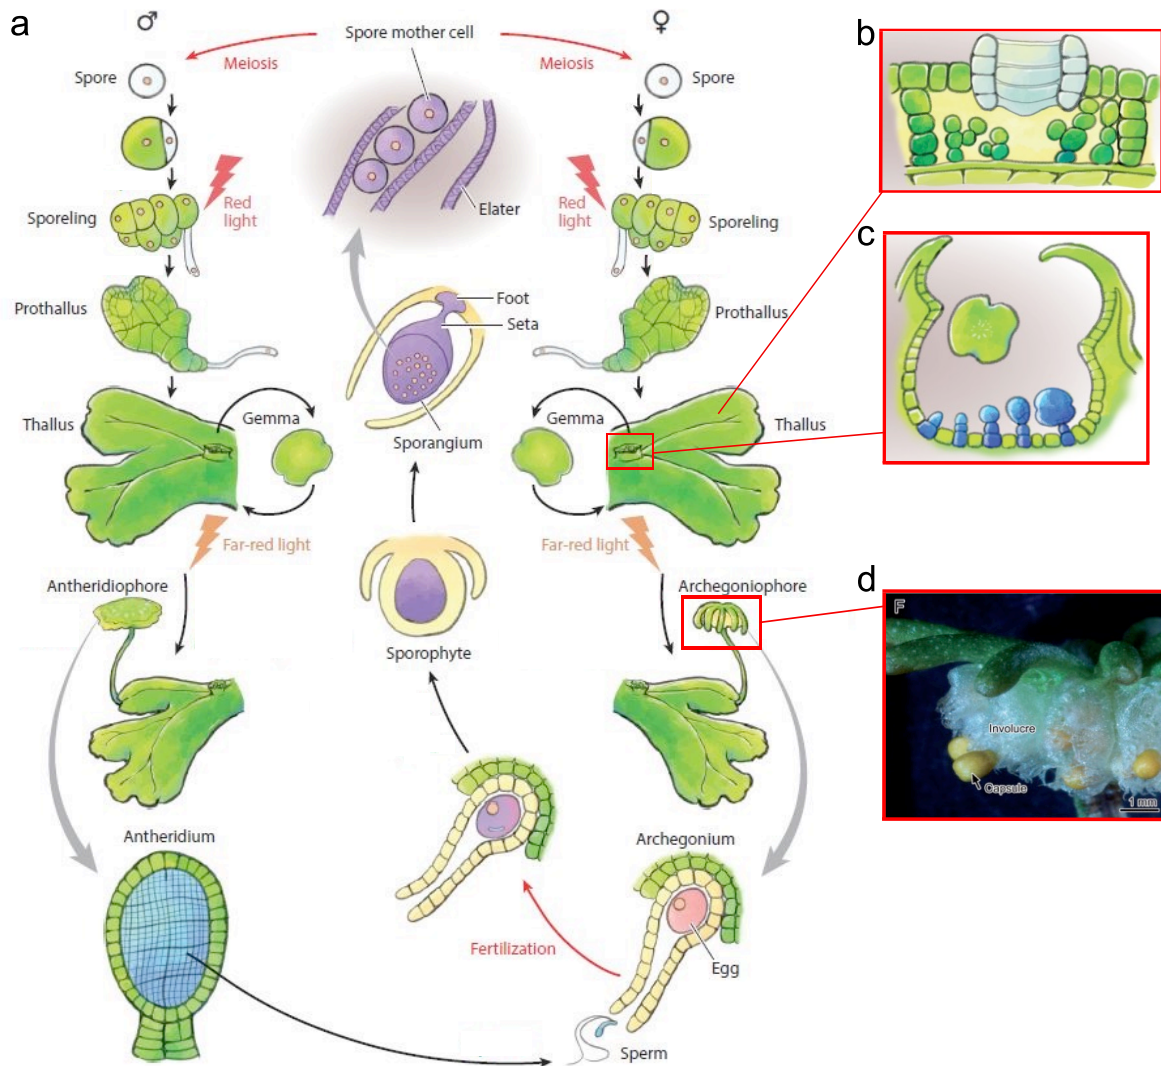 a
♂
Spore mother cell
♀
b
Meiosis
Meiosis
Spore
Spore
Red
light
Red
light
Elater
Sporeling
Sporeling
c
Foot
Seta
Prothallus
Prothallus
Thallus
Gemma
Sporangium
Gemma
Thallus
Far-red light
Far-red light
Antheridiophore
Archegoniophore
d
F
Sporophyte
Involucre
Capsule
1 mm
Antheridium
Archegonium
Fertilization
Egg
Sperm